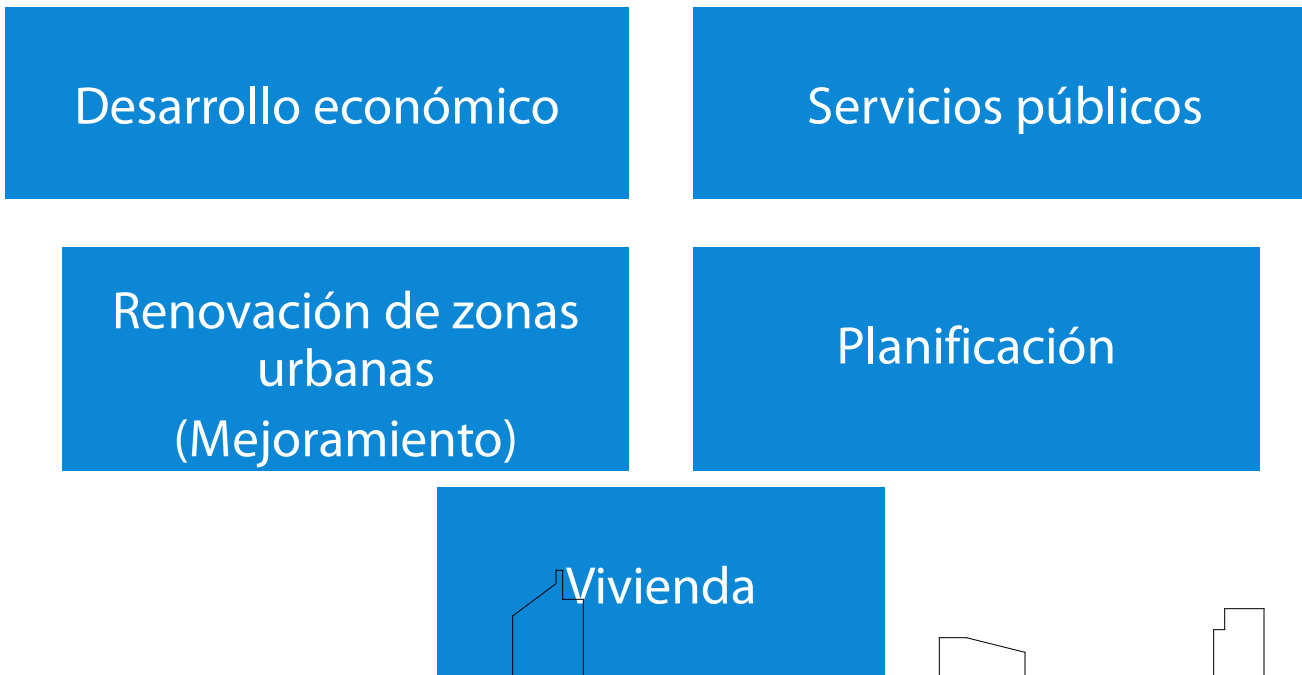 Desarrollo económico
Servicios públicos
Renovación de zonas
urbanas
(Mejoramiento)
Planificación
Vivienda